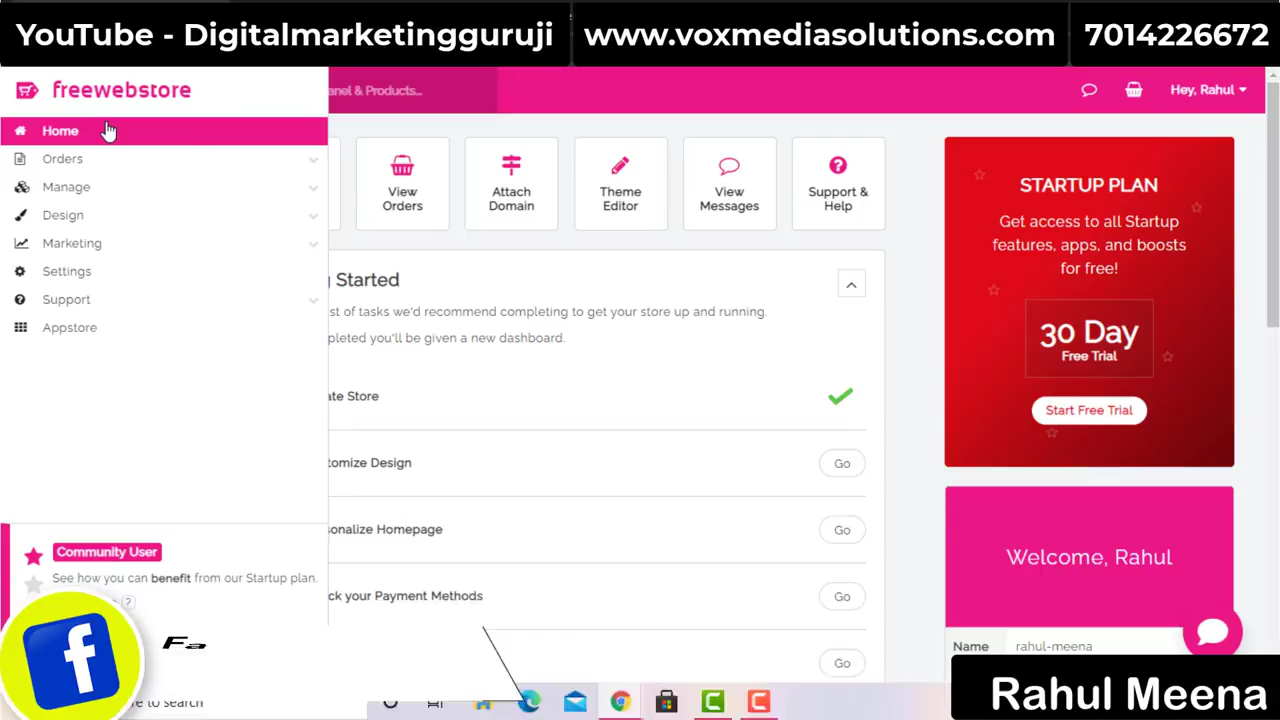 YouTube - Digitalmarketingguruji
www.voxmediasolutions.com
7014226672
freewebstore
anel & Products...
Hey, Rahul
Home
Orders
Manage
Design
Marketing
Settings
Support
Appstore
View
Orders
Attach
Domain
Theme
Editor
View
Messages
Support &
Help
STARTUP PLAN
Get access to all Startup
features, apps, and boosts
for free!
30 Day
Free Trial
Start Free Trial
Started
st of tasks we'd recommend completing to get your store up and running.
pleted you'll be given a new dashboard.
ate Store
tomize Design
Go
sonalize Homepage
Go
ck your Payment Methods
Go
Go
Community User
See how you can benefit from our Startup plan.
?
Welcome, Rahul
Name
rahul-meena
f
Fa
re to search
Rahul Meena